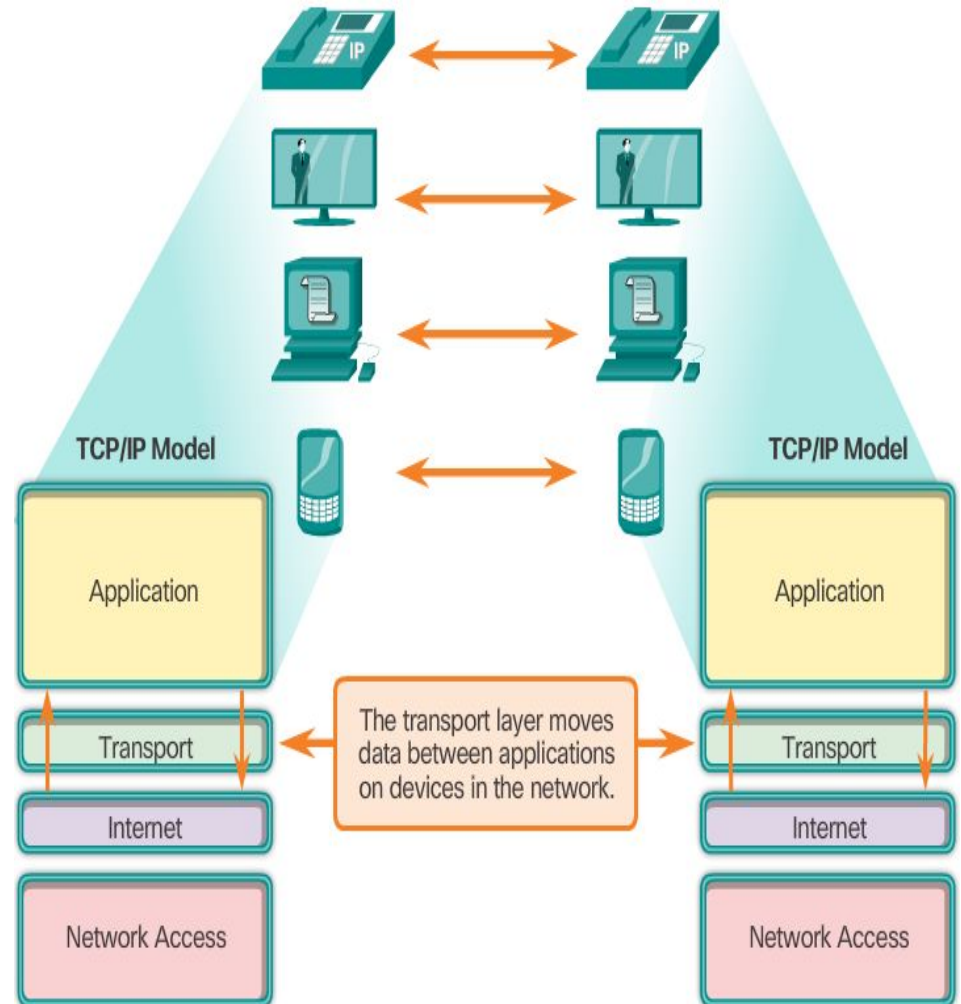 IP
IP
TCP/IP Model
TCP/IP Model
Application
Application
The transport layer moves
data between applications
on devices in the network.
Transport
Transport
Internet
Internet
Network Access
Network Access